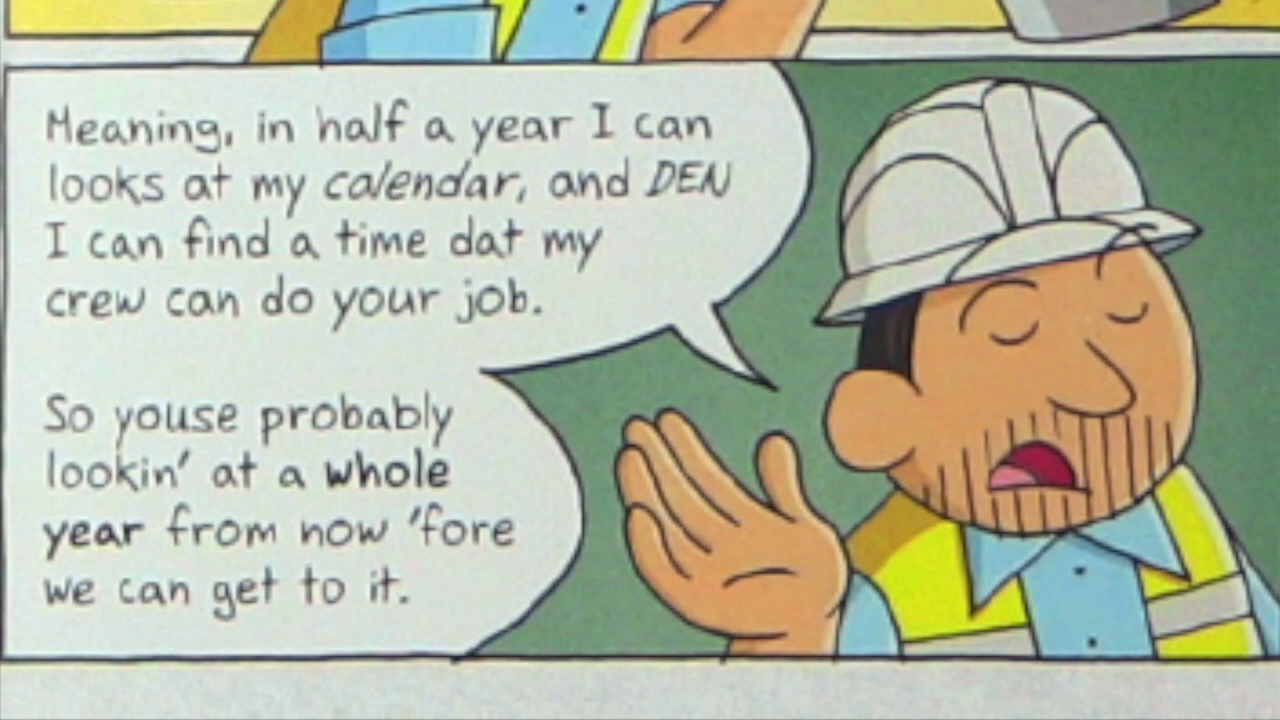 Meaning, in half a year I can
looks at my calendar, and DEN
I can find a time dat my
crew can do your job.
So youse probably
lookin' at a whole
year from now 'fore
we can get to it.